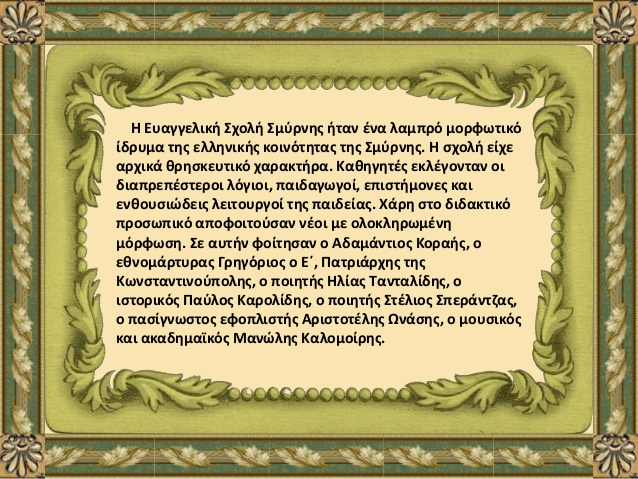 Η Ευαγγελική Σχολή Σμύρνης ήταν ένα λαμπρό μορφωτικό
ίδρυμα της ελληνικής κοινότητας της Σμύρνης. Η σχολή είχε
αρχικά θρησκευτικό χαρακτήρα. Καθηγητές εκλέγονταν οι
διαπρεπέστεροι λόγιοι, παιδαγωγοί, επιστήμονες και
ενθουσιώδεις λειτουργοί της παιδείας. Χάρη στο διδακτικό
προσωπικό αποφοιτούσαν νέοι με ολοκληρωμένη
μόρφωση. Σε αυτήν φοίτησαν ο Αδαμάντιος Κοραής, ο
εθνομάρτυρας Γρηγόριος ο Ε΄, Πατριάρχης της
Κωνσταντινούπολης, ο ποιητής Ηλίας Τανταλίδης, ο
ιστορικός Παύλος Καρολίδης, ο ποιητής Στέλιος Σπεράντζας,
ο πασίγνωστος εφοπλιστής Αριστοτέλης Ωνάσης, ο μουσικός
και ακαδημαϊκός Μανώλης Καλομοίρης.